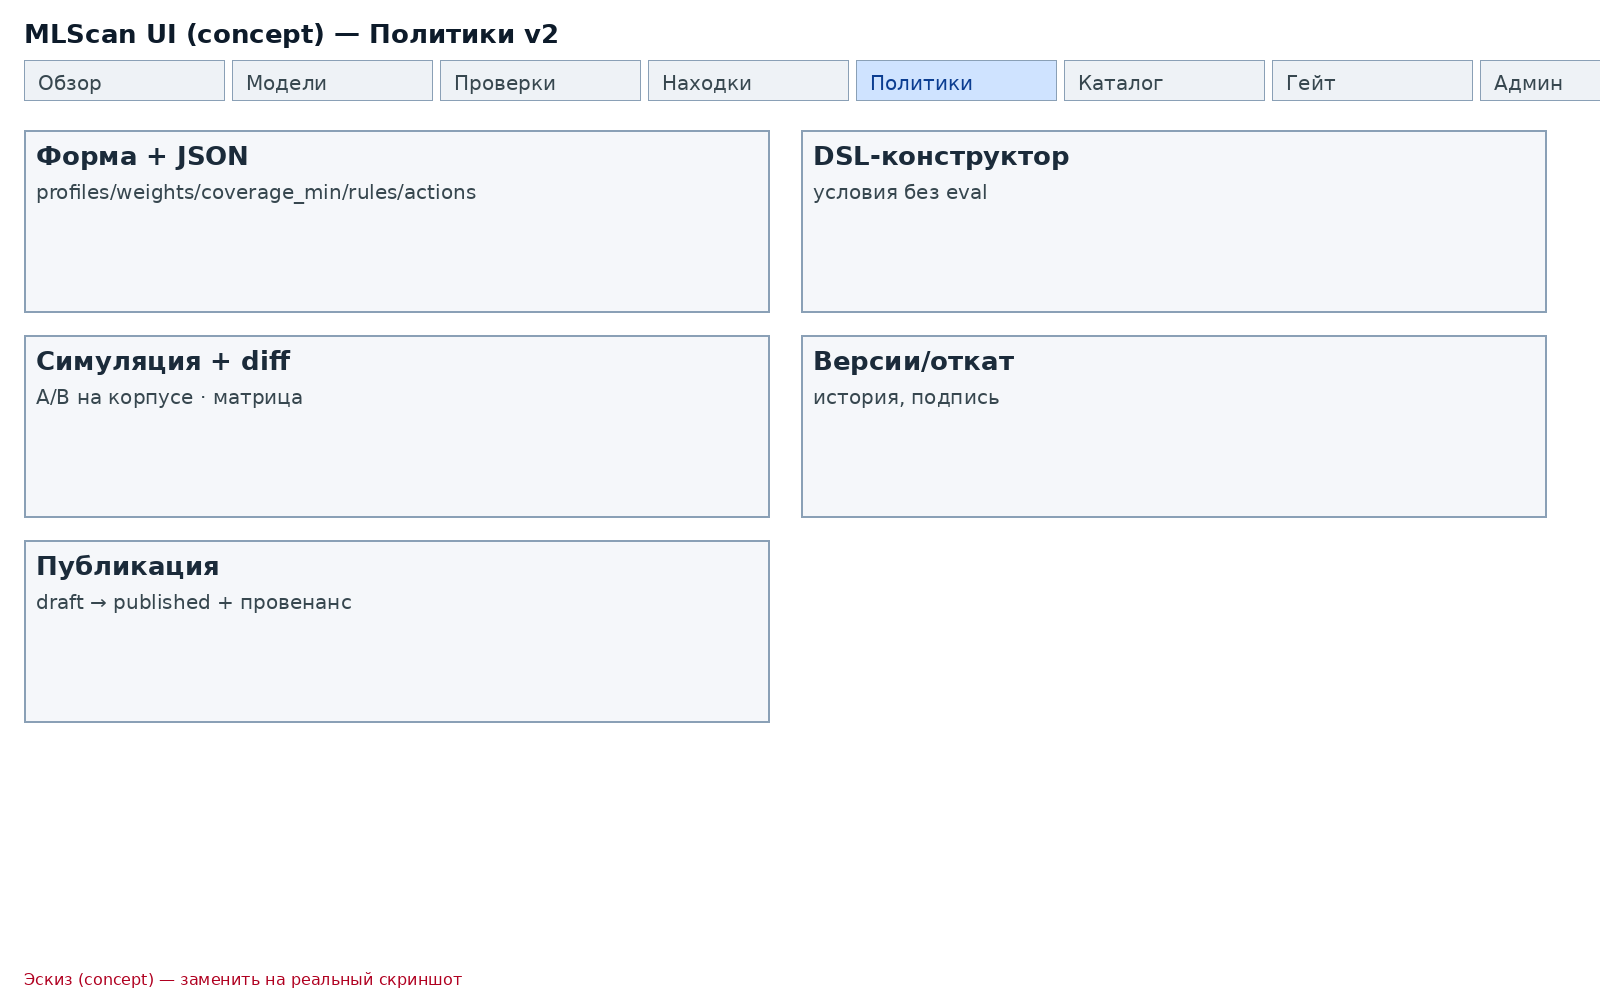 MLScan UI (concept) — Политики v2
Обзор Модели Проверки Находки Политики Каталог Гейт Админ
Форма + JSON
profiles/weights/coverage_min/rules/actions
DSL-конструктор
условия без eval
Симуляция + diff
A/B на корпусе · матрица
Версии/откат
история, подпись
Публикация
draft → published + провенанс
Эскиз (concept) — заменить на реальный скриншот